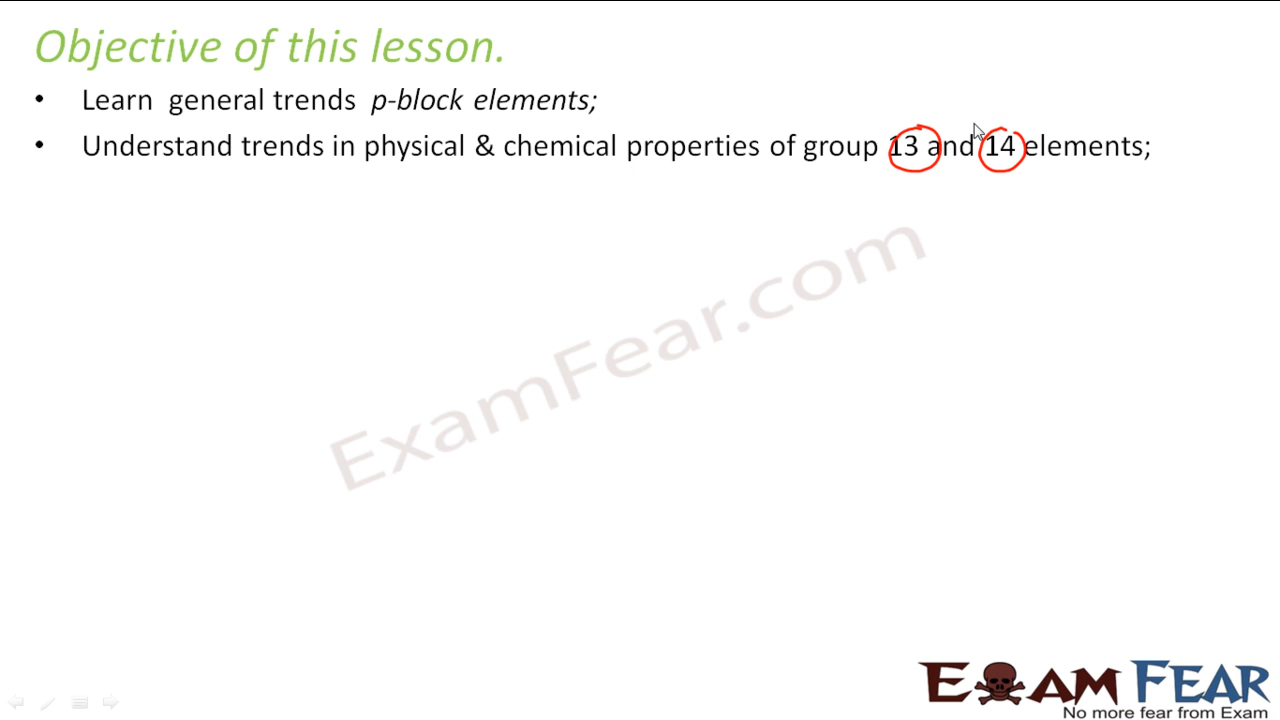 Objective of this lesson.
• Learn general trends p-block elements;
• Understand trends in physical & chemical properties of group 13 and 14 elements;
ExamFear.com
EXAM FEAR
No more fear from Exam